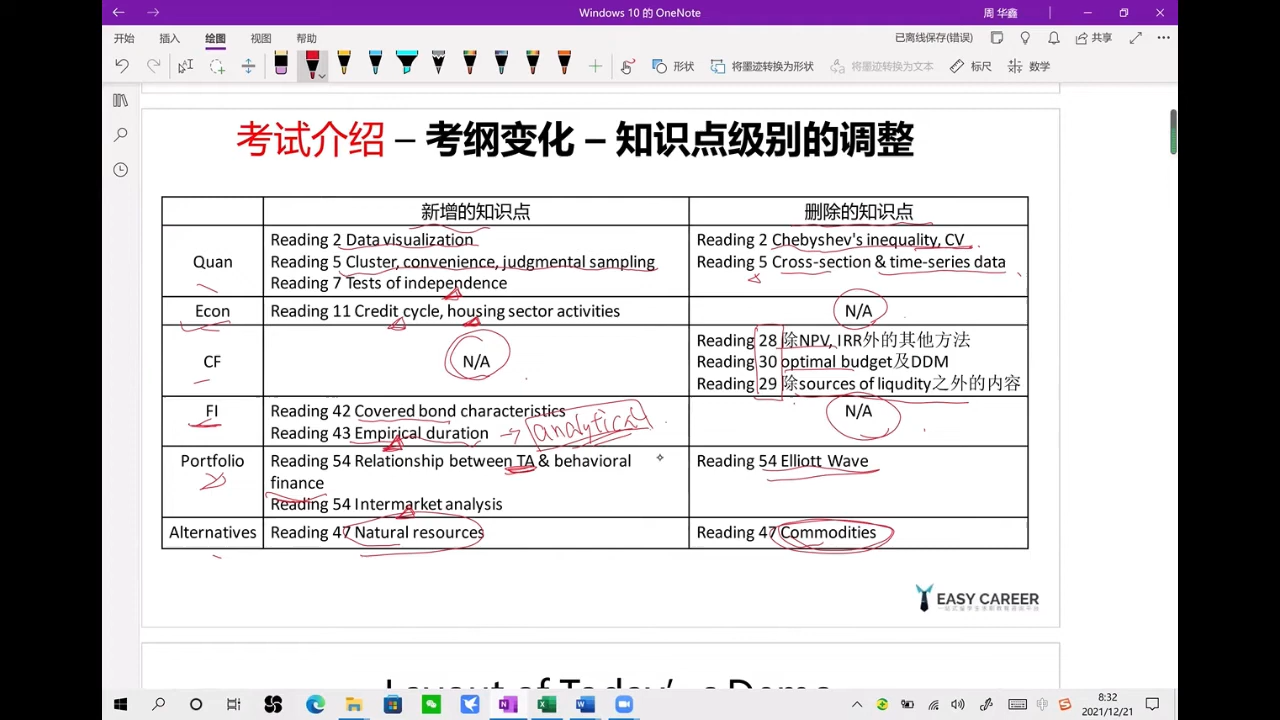 Windows 10 的 OneNote
周 华鑫
开始 插入 绘图 视图 帮助
已离线保存(错误) 共享
形状 将墨迹转换为形状 将墨迹转换为文本 标尺 数学
考试介绍 – 考纲变化 – 知识点级别的调整
新增的知识点 删除的知识点
Quan
Reading 2 Data visualization
Reading 5 Cluster, convenience, judgmental sampling
Reading 7 Tests of independence
Reading 2 Chebyshev's inequality, CV
Reading 5 Cross-section & time-series data
Econ
Reading 11 Credit cycle, housing sector activities
N/A
CF
N/A
Reading 28 除NPV, IRR外的其他方法
Reading 30 optimal budget及DDM
Reading 29 除sources of liqudity之外的内容
FI
Reading 42 Covered bond characteristics
Reading 43 Empirical duration
analytical
N/A
Portfolio
Reading 54 Relationship between TA & behavioral
finance
Reading 54 Intermarket analysis
Reading 54 Elliott Wave
Alternatives
Reading 47 Natural resources
Reading 47 Commodities
EASY CAREER
Layout of Today's Demo
中
8:32
2021/12/21